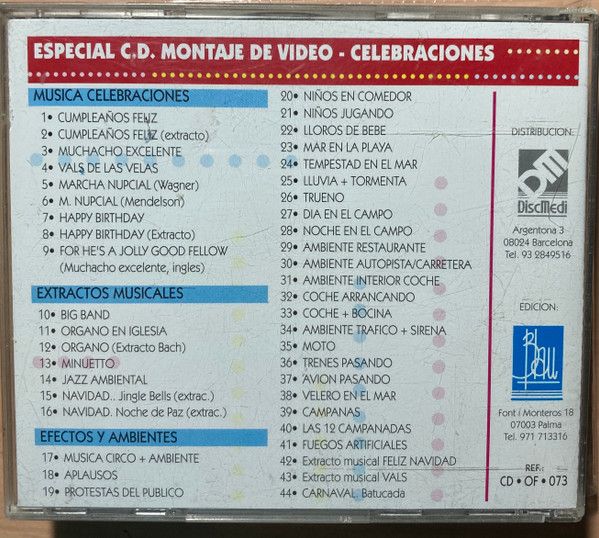 ESPECIAL C.D. MONTAJE DE VIDEO - CELEBRACIONES
MUSICA CELEBRACIONES
1• CUMPLEAÑOS FELIZ
2• CUMPLEAÑOS FELIZ (extracto)
3• MUCHACHO EXCELENTE
4• VALS DE LAS VELAS
5• MARCHA NUPCIAL (Wagner)
6• M. NUPCIAL (Mendelson)
7• HAPPY BIRTHDAY
8• HAPPY BIRTHDAY (Extracto)
9• FOR HE'S A JOLLY GOOD FELLOW
(Muchacho excelente, ingles)
EXTRACTOS MUSICALES
10• BIG BAND
11• ORGANO EN IGLESIA
12• ORGANO (Extracto Bach)
13• MINUETTO
14• JAZZ AMBIENTAL
15• NAVIDAD.. Jingle Bells (extrac.)
16• NAVIDAD. Noche de Paz (extrac.)
EFECTOS Y AMBIENTES
17• MUSICA CIRCO + AMBIENTE
18• APLAUSOS
19• PROTESTAS DEL PUBLICO
20• NIÑOS EN COMEDOR
21• NIÑOS JUGANDO
22• LLOROS DE BEBE
23• MAR EN LA PLAYA
24• TEMPESTAD EN EL MAR
25• LLUVIA + TORMENTA
26• TRUENO
27• DIA EN EL CAMPO
28• NOCHE EN EL CAMPO
29• AMBIENTE RESTAURANTE
30• AMBIENTE AUTOPISTA/CARRETERA
31• AMBIENTE INTERIOR COCHE
32• COCHE ARRANCANDO
33• COCHE + BOCINA
34• AMBIENTE TRAFICO + SIRENA
35• MOTO
36• TRENES PASANDO
37• AVION PASANDO
38• VELERO EN EL MAR
39• CAMPANAS
40• LAS 12 CAMPANADAS
41• FUEGOS ARTIFICIALES
42• Extracto musical FELIZ NAVIDAD
43• Extracto musical VALS
44• CARNAVAL Batucada
DISTRIBUCION:
DM
DiscMedi
Argentona 3
08024 Barcelona
Tel. 93 2849516
EDICION:
Blau
Font i Monteros 18
07003 Palma
Tel. 971 713316
REF.:
CD • OF • 073